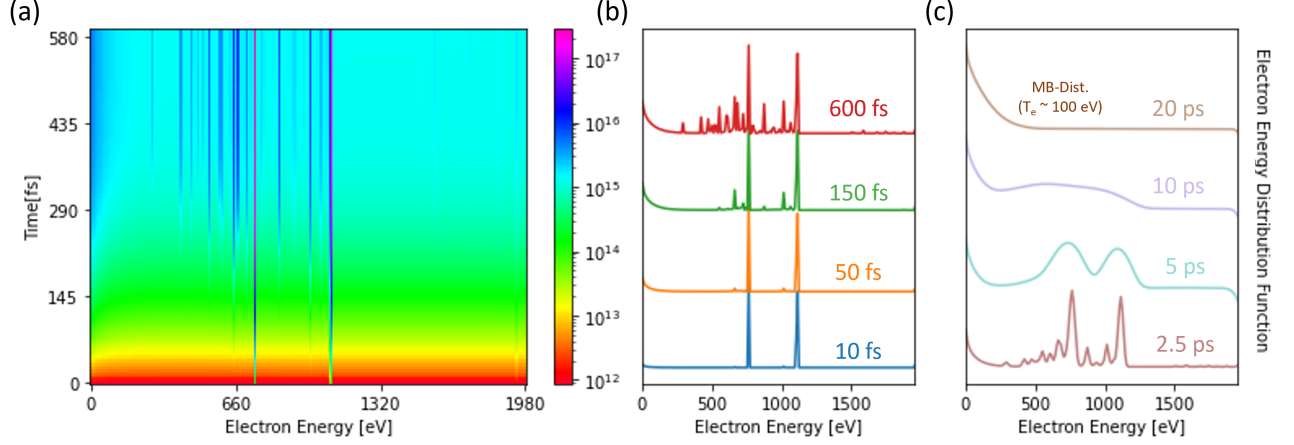 (a)
580
435
290
145
0
Time[fs]
0
660
1320
1980
Electron Energy [eV]
10^17
10^16
10^15
10^14
10^13
10^12
(b)
600 fs
150 fs
50 fs
10 fs
0
500
1000
1500
Electron Energy [eV]
(c)
MB-Dist.
(T_e ~ 100 eV)
20 ps
10 ps
5 ps
2.5 ps
0
500
1000
1500
Electron Energy [eV]
Electron Energy Distribution Function